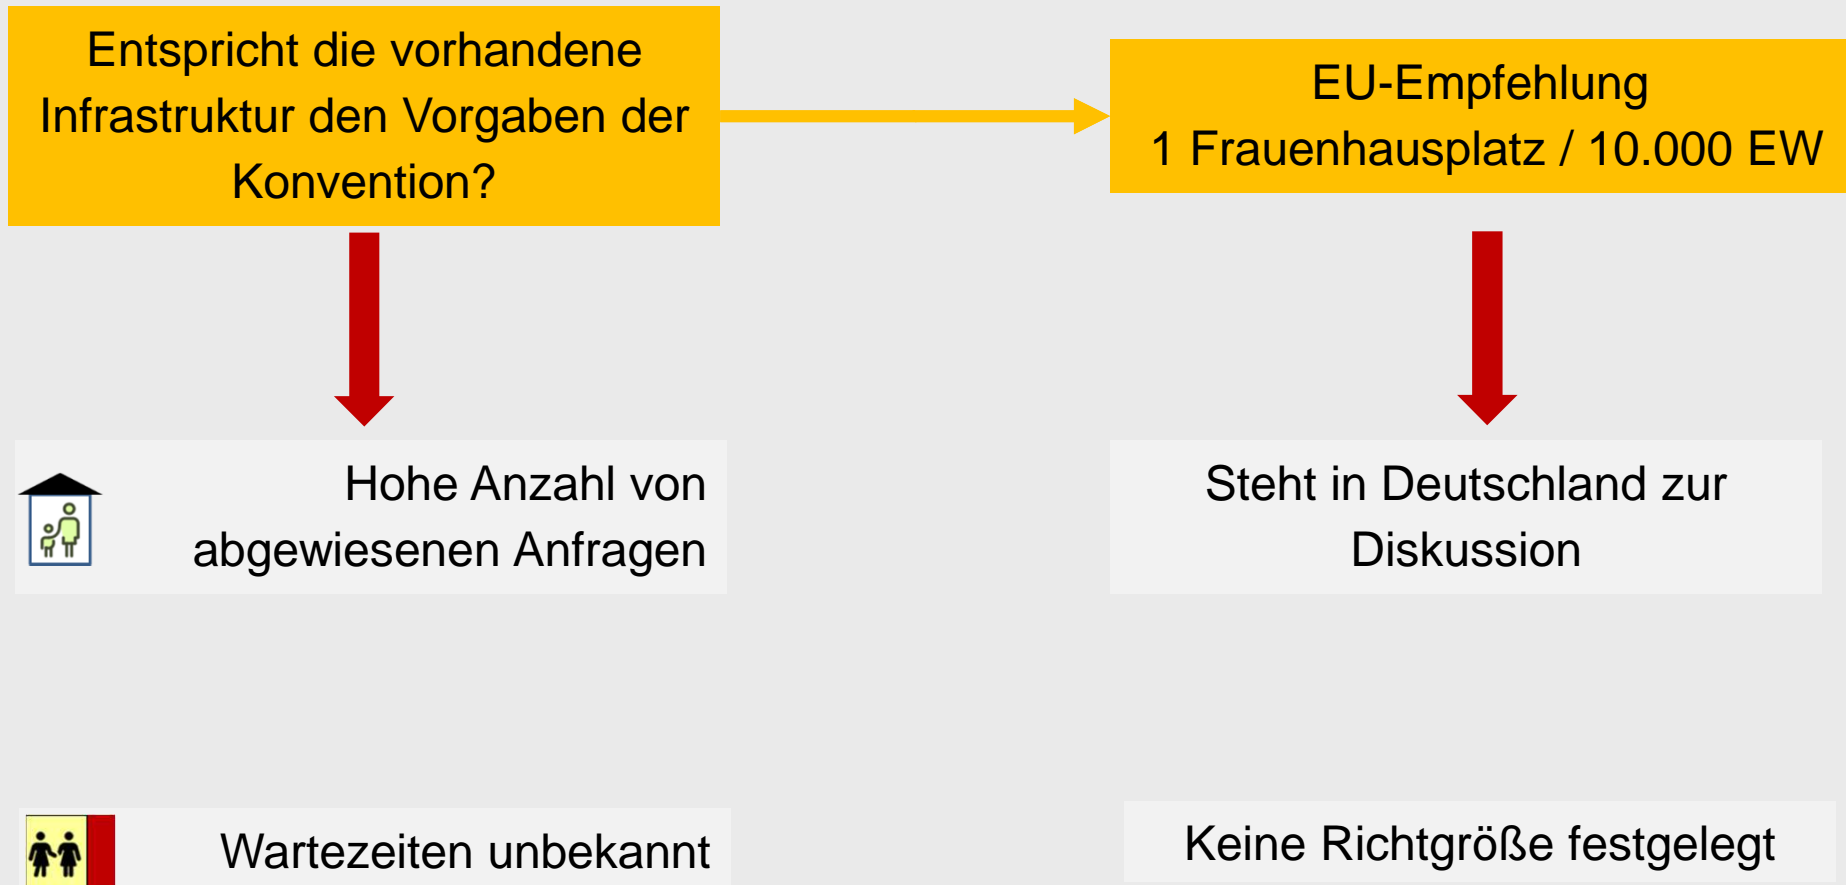 Entspricht die vorhandene
Infrastruktur den Vorgaben der
Konvention?
EU-Empfehlung
1 Frauenhausplatz / 10.000 EW
Hohe Anzahl von
abgewiesenen Anfragen
Steht in Deutschland zur
Diskussion
Wartezeiten unbekannt
Keine Richtgröße festgelegt